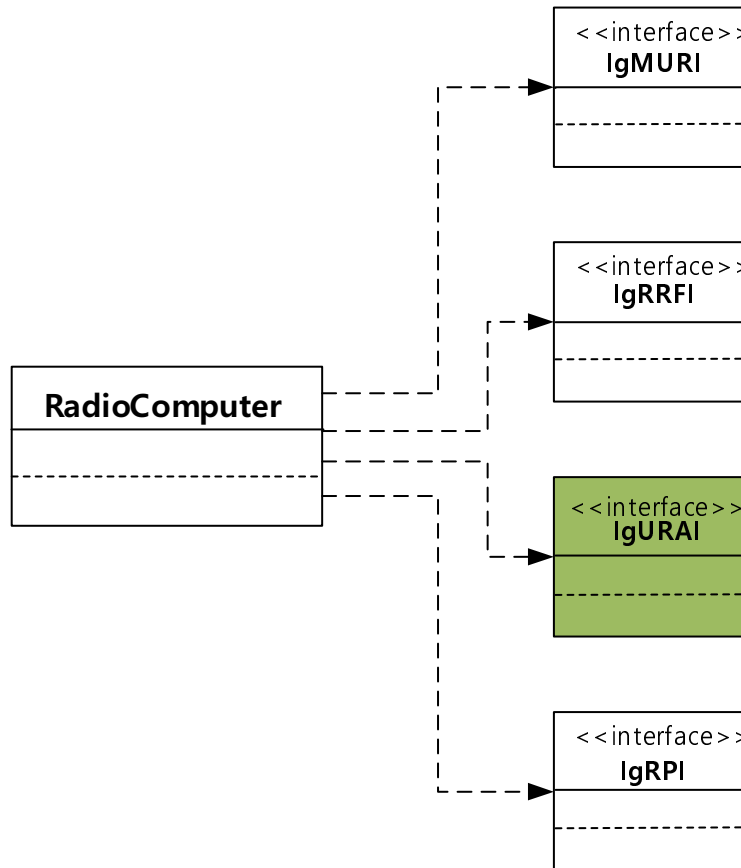 <<interface>>
IgMURI
<<interface>>
IgRRFI
RadioComputer
<<interface>>
IgURAI
<<interface>>
IgRPI